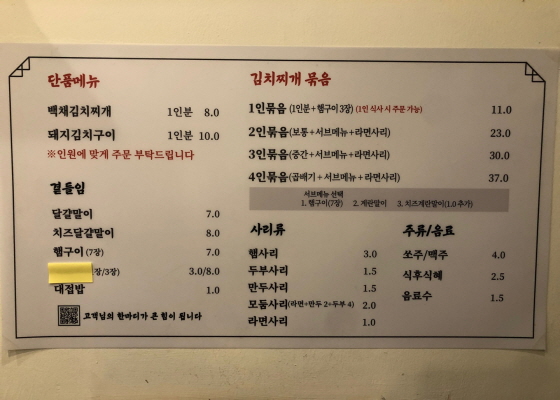 단품메뉴
백채김치찌개 1인분 8.0
돼지김치구이 1인분 10.0
※인원에 맞게 주문 부탁드립니다
곁들임
달걀말이 7.0
치즈달걀말이 8.0
햄구이 (7장) 7.0
장/3장) 3.0/8.0
대접밥 1.0
고객님의 한마디가 큰 힘이 됩니다
김치찌개 묶음
1인묶음 (1인분+햄구이 3장) (1인 식사 시 주문 가능) 11.0
2인묶음 (보통+서브메뉴+라면사리) 23.0
3인묶음 (중간+서브메뉴+라면사리) 30.0
4인묶음 (곱빼기+서브메뉴+라면사리) 37.0
서브메뉴 선택
1. 햄구이(7장) 2. 계란말이 3. 치즈계란말이(1.0 추가)
사리류
햄사리 3.0
두부사리 1.5
만두사리 1.5
모둠사리(라면+만두 2+두부 4) 2.0
라면사리 1.0
주류/음료
쏘주/맥주 4.0
식후식혜 2.5
음료수 1.5